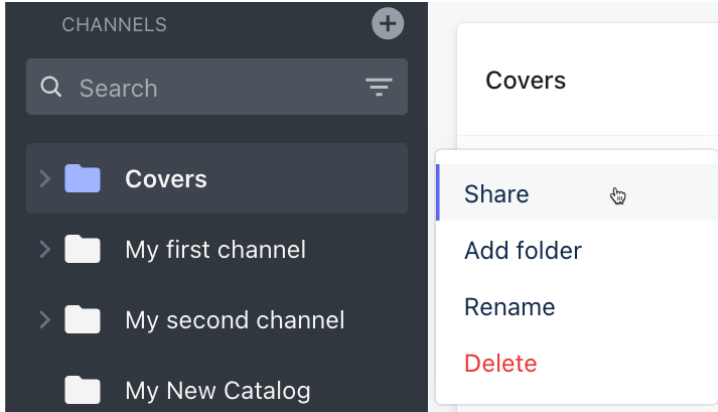 CHANNELS
Search
Covers
My first channel
My second channel
My New Catalog
Covers
Share
Add folder
Rename
Delete